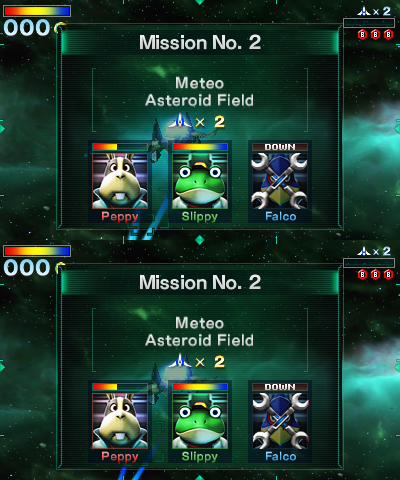 000
× 2
B B B
Mission No. 2
Meteo
Asteroid Field
× 2
DOWN
Peppy
Slippy
Falco
000
× 2
B B B
Mission No. 2
Meteo
Asteroid Field
× 2
DOWN
Peppy
Slippy
Falco